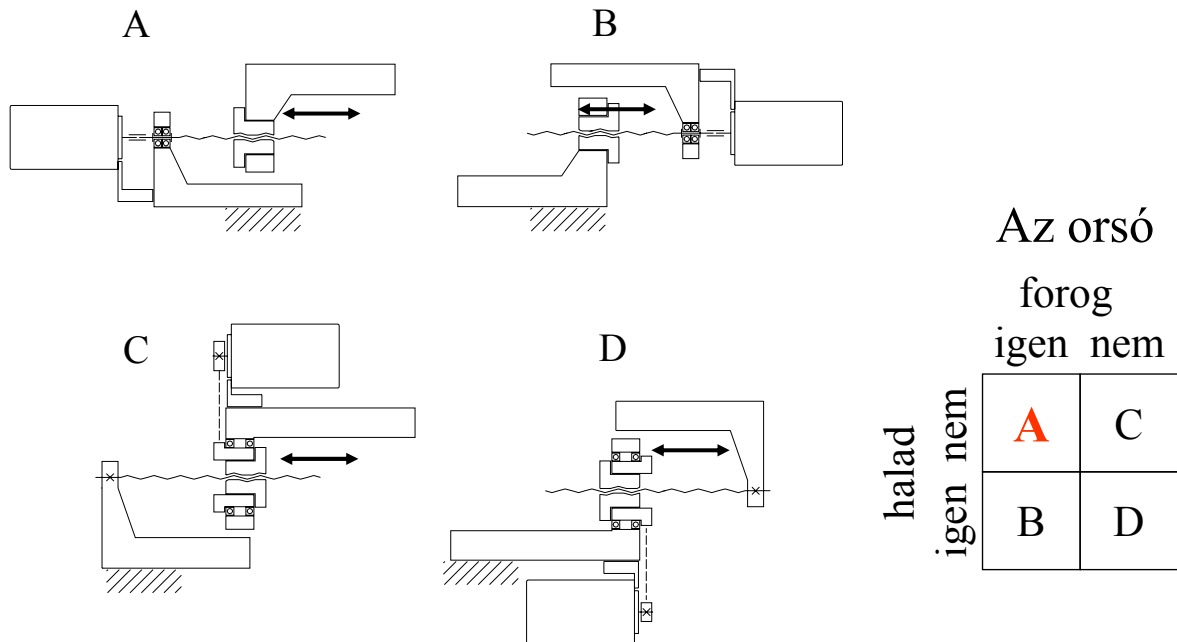 A
B
C
D
Az orsó
forog
igen nem
halad
nem
igen
A C
B D